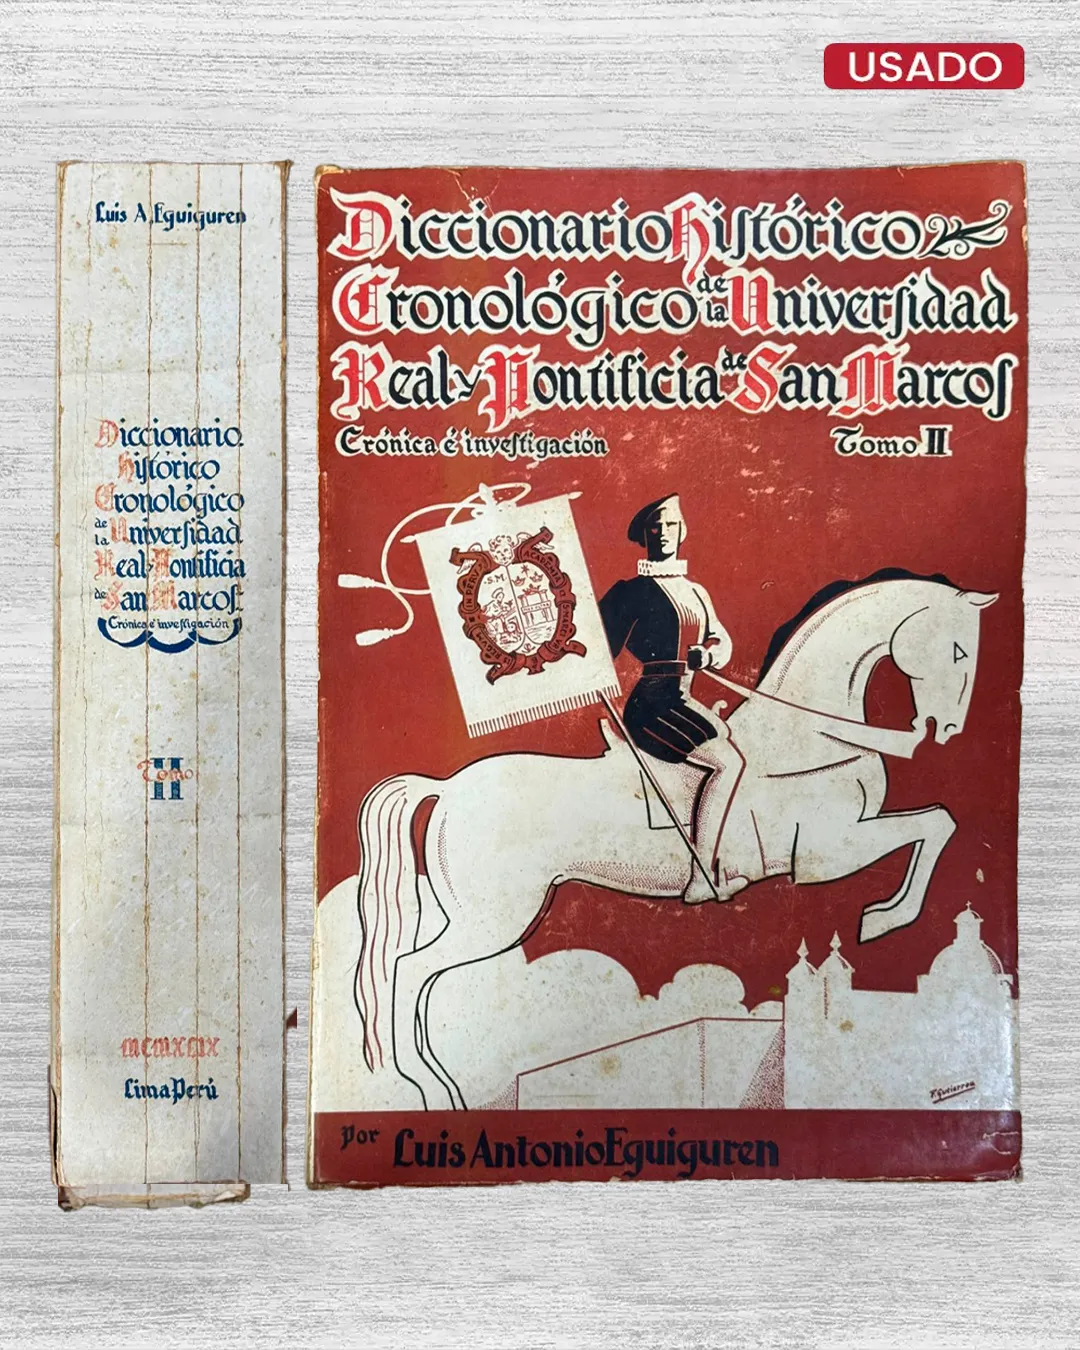 USADO
Luis A. Eguiguren
Diccionario
Histórico
Cronológico
de la Universidad
Real y Pontificia
de San Marcos
Crónica é investigación
Tomo
II
MCMXLIX
Lima Perú
Diccionario Histórico
Cronológico de la Universidad
Real y Pontificia de San Marcos
Crónica é investigación Tomo II
S. M.
ACADEMIA
por Luis Antonio Eguiguren